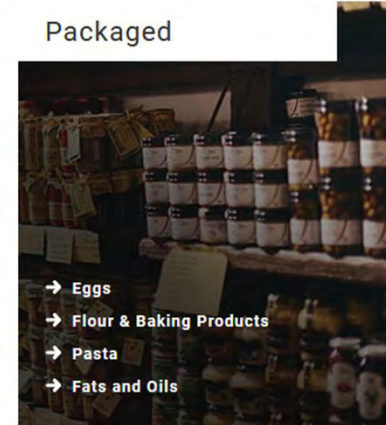 Packaged
Eggs
Flour & Baking Products
Pasta
Fats and Oils